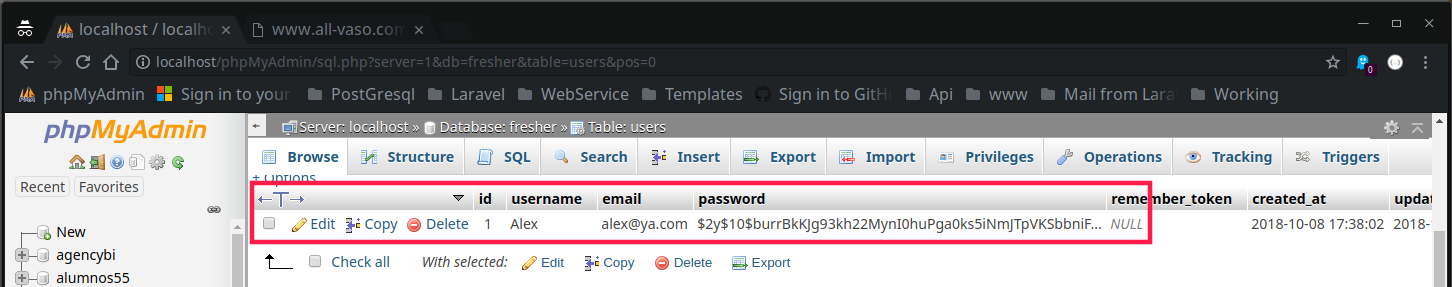 localhost / localh
www.all-vaso.com
localhost/phpMyAdmin/sql.php?server=1&db=fresher&table=users&pos=0
0
phpMyAdmin Sign in to your PostGresql Laravel WebService Templates Sign in to GitH Api www Mail from Lara Working
phpMyAdmin
Server: localhost » Database: fresher » Table: users
Browse Structure SQL Search Insert Export Import Privileges Operations Tracking Triggers
Recent Favorites
+ Options
id username email password remember_token created_at updat
Edit Copy Delete 1 Alex alex@ya.com $2y$10$burrBkKJg93kh22MynI0huPga0ks5iNmJTpVKSbbniF... NULL 2018-10-08 17:38:02 2018-
New
Check all With selected: Edit Copy Delete Export
agencybi
alumnos55